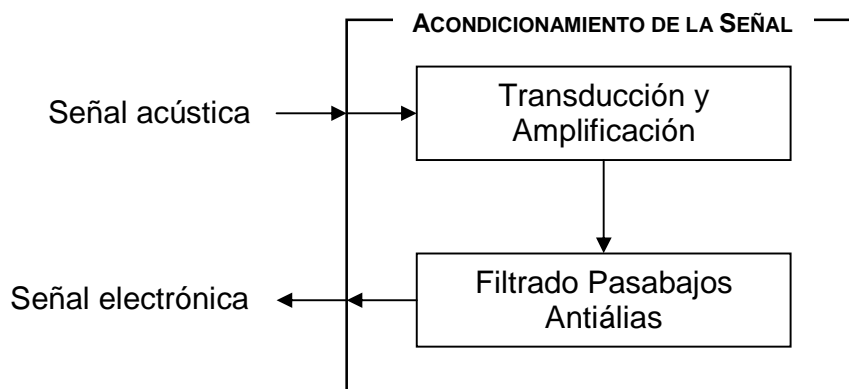 ACONDICIONAMIENTO DE LA SEÑAL
Señal acústica
Transducción y
Amplificación
Señal electrónica
Filtrado Pasabajos
Antiálias